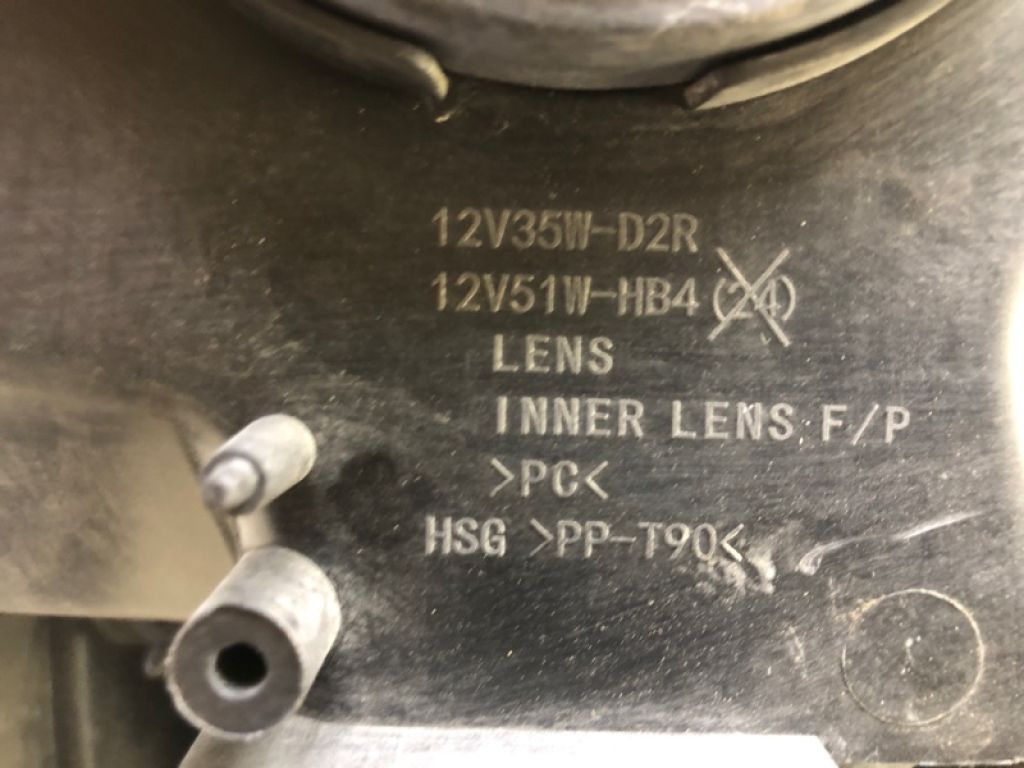 12V35W-D2R
12V51W-HB4 (24)
LENS
INNER LENS F/P
>PC<
HSG >PP-T90<